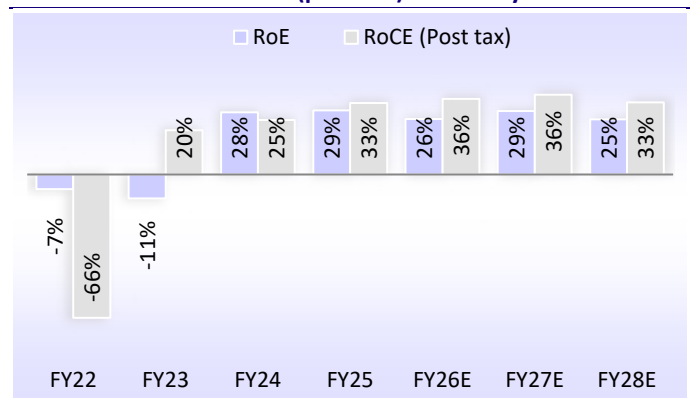 RoE RoCE (Post tax)
-7% -66% -11% 20% 28% 25% 29% 33% 26% 36% 29% 36% 25% 33%
FY22 FY23 FY24 FY25 FY26E FY27E FY28E